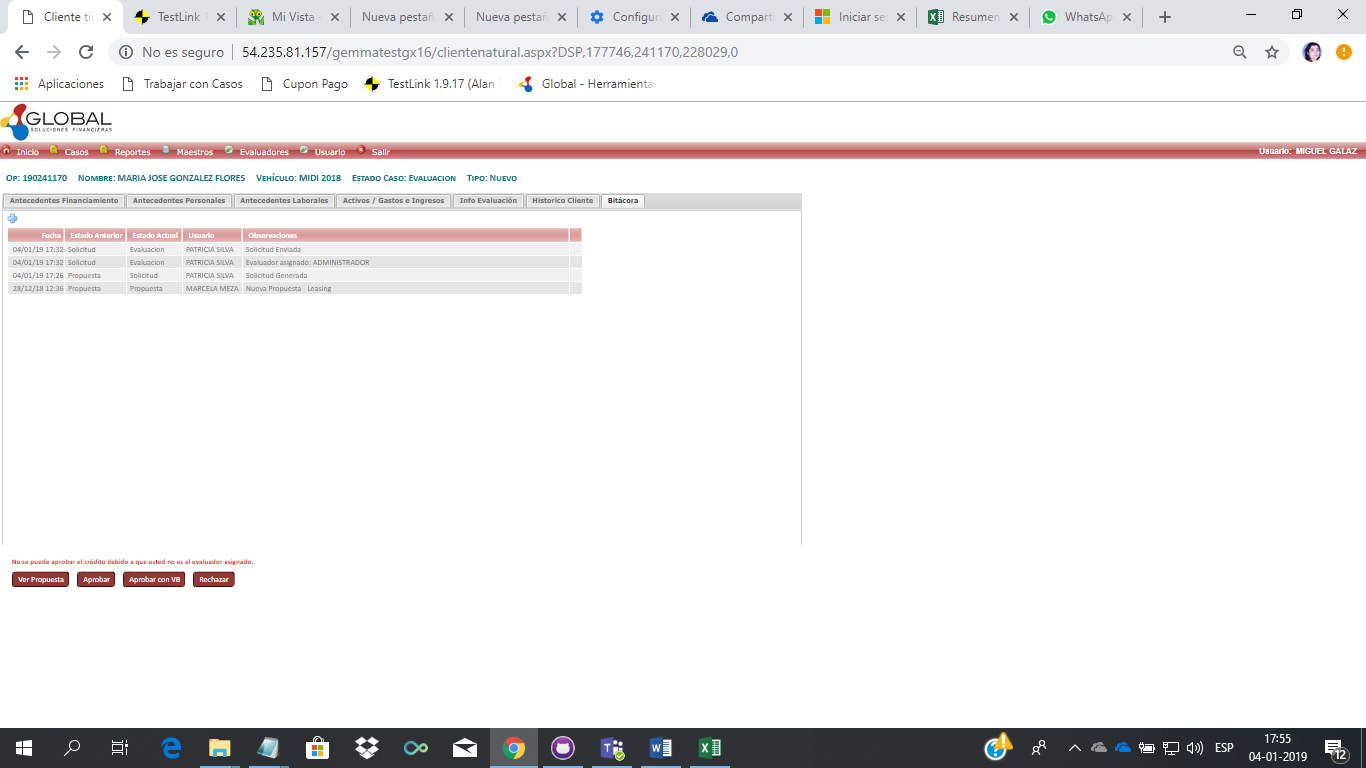 Cliente ti
TestLink 1
Mi Vista -
Nueva pestañ
Nueva pestañ
Configura
Compart
Iniciar ses
Resumen
WhatsAp
No es seguro | 54.235.81.157/gemmatestgx16/clientenatural.aspx?DSP,177746,241170,228029,0
Aplicaciones Trabajar con Casos Cupon Pago TestLink 1.9.17 (Alan Global - Herramienta
GLOBAL
SOLUCIONES FINANCIERAS
Inicio Casos Reportes Maestros Evaluadores Usuario Salir Usuario: MIGUEL GALAZ
OP: 190241170 NOMBRE: MARIA JOSE GONZALEZ FLORES VEHÍCULO: MIDI 2018 ESTADO CASO: EVALUACION TIPO: NUEVO
Antecedentes Financiamiento Antecedentes Personales Antecedentes Laborales Activos / Gastos e Ingresos Info Evaluación Historico Cliente Bitácora
Fecha Estado Anterior Estado Actual Usuario Observaciones
04/01/19 17:32 Solicitud Evaluacion PATRICIA SILVA Solicitud Enviada
04/01/19 17:32 Solicitud Evaluacion PATRICIA SILVA Evaluador asignado: ADMINISTRADOR
04/01/19 17:26 Propuesta Solicitud PATRICIA SILVA Solicitud Generada
28/12/18 12:36 Propuesta Propuesta MARCELA MEZA Nueva Propuesta - Leasing
No se puede aprobar el crédito debido a que usted no es el evaluador asignado.
Ver Propuesta Aprobar Aprobar con VB Rechazar
ESP
17:55
04-01-2019
12